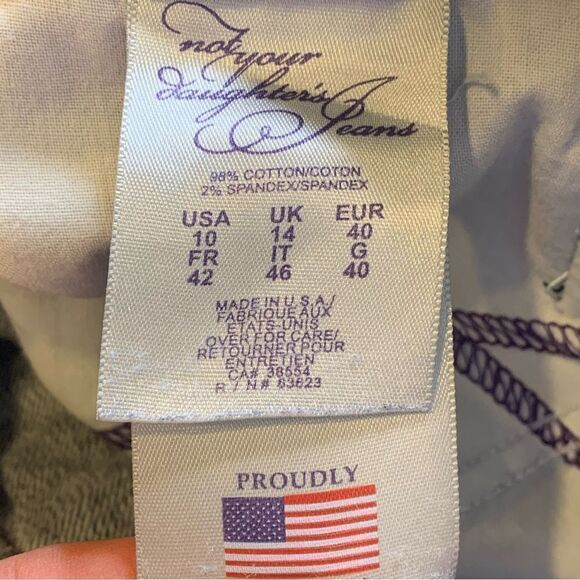 not your
daughter's Jeans
98% COTTON/COTON
2% SPANDEX/SPANDEX
USA UK EUR
10 14 40
FR IT G
42 46 40
MADE IN U.S.A./
FABRIQUE AUX
ETATS-UNIS
OVER FOR CARE/
RETOURNER POUR
ENTRETIEN
CA# 38554
R / N # 63623
PROUDLY